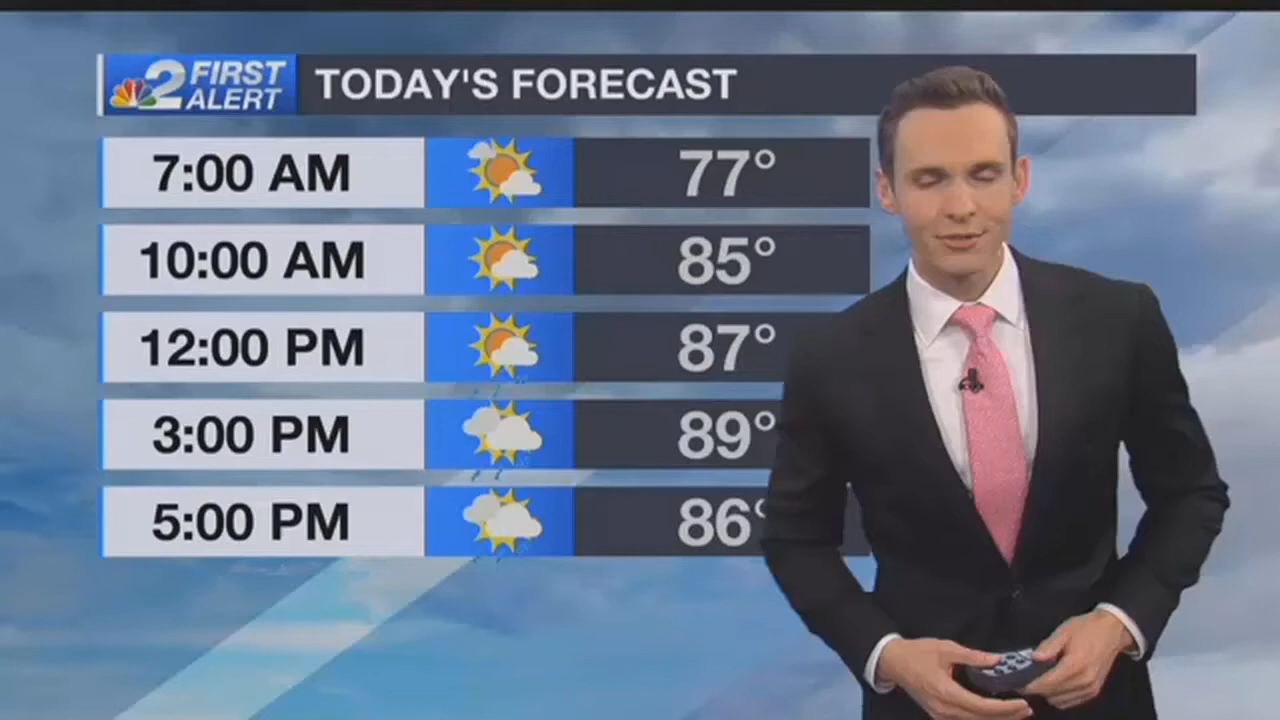 2 FIRST
ALERT
TODAY'S FORECAST
7:00 AM 77°
10:00 AM 85°
12:00 PM 87°
3:00 PM 89°
5:00 PM 86°